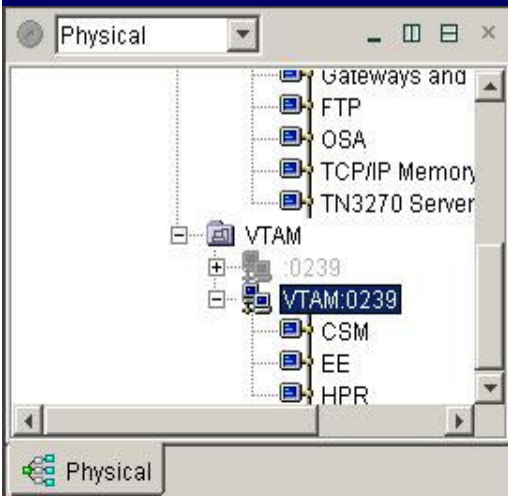 Physical
Gateways and
FTP
OSA
TCP/IP Memory
TN3270 Server
VTAM
:0239
VTAM:0239
CSM
EE
HPR
Physical